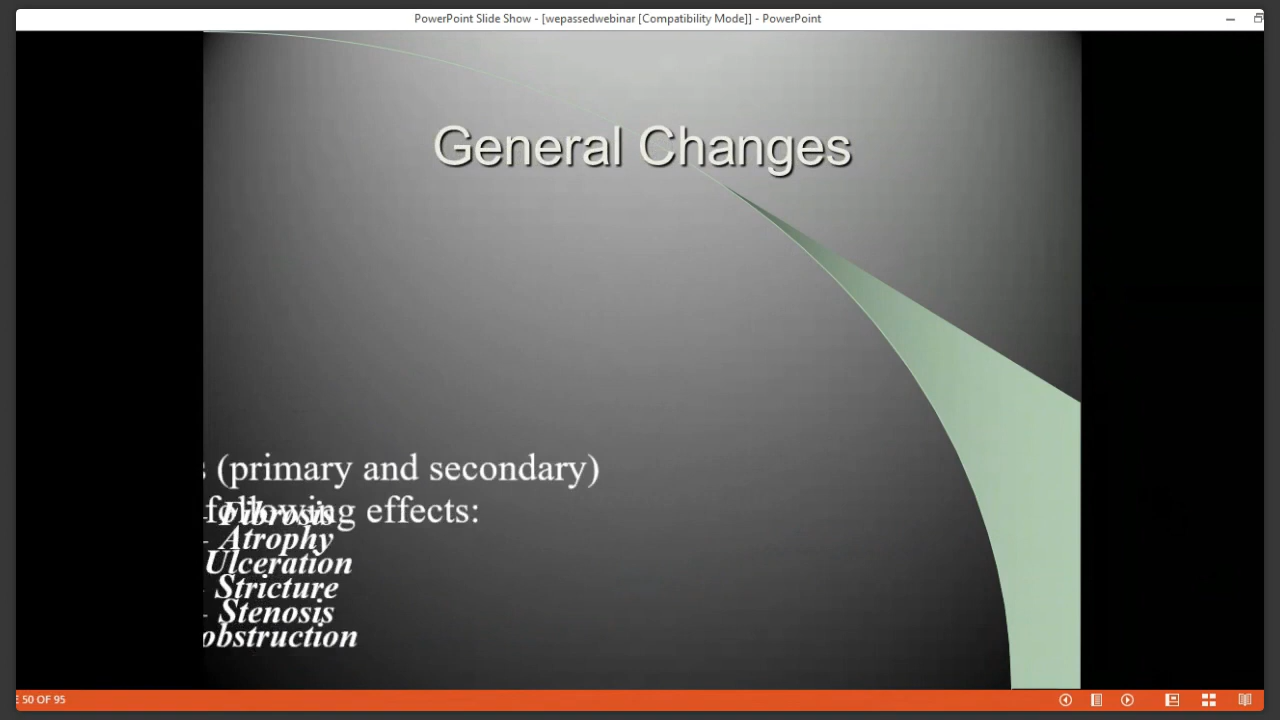 PowerPoint Slide Show - [wepassedwebinar [Compatibility Mode]] - PowerPoint
General Changes
(primary and secondary)
following effects:
- Fibrosis
- Atrophy
Ulceration
- Stricture
- Stenosis
obstruction
50 OF 95